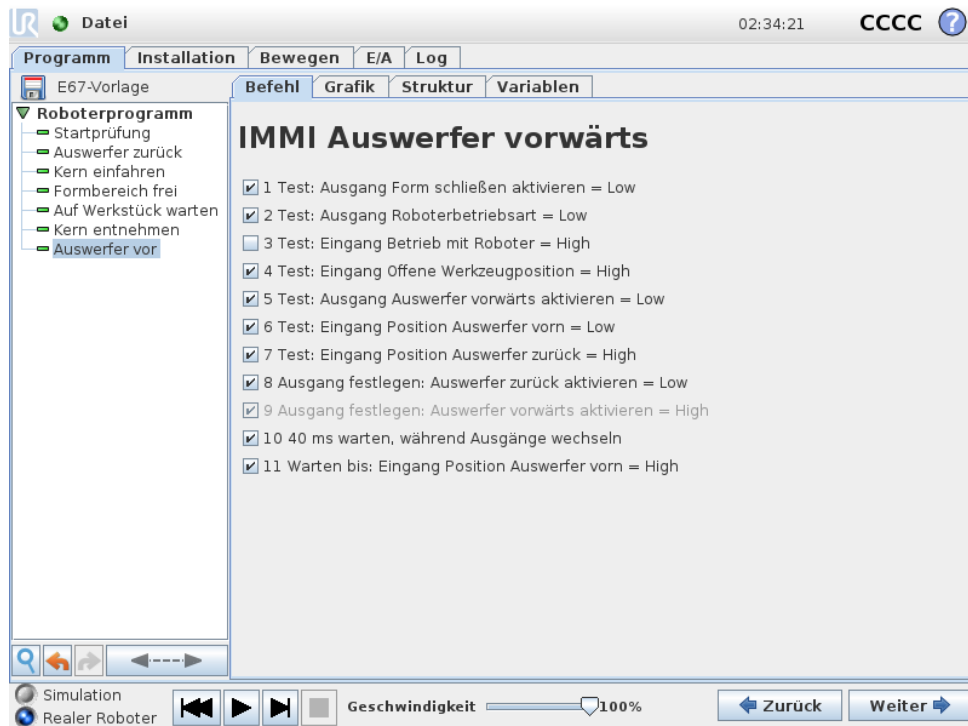 UR Datei 02:34:21 CCCC ?
Programm Installation Bewegen E/A Log
E67-Vorlage
Befehl Grafik Struktur Variablen
Roboterprogramm
Startprüfung
Auswerfer zurück
Kern einfahren
Formbereich frei
Auf Werkstück warten
Kern entnehmen
Auswerfer vor
IMMI Auswerfer vorwärts
1 Test: Ausgang Form schließen aktivieren = Low
2 Test: Ausgang Roboterbetriebsart = Low
3 Test: Eingang Betrieb mit Roboter = High
4 Test: Eingang Offene Werkzeugposition = High
5 Test: Ausgang Auswerfer vorwärts aktivieren = Low
6 Test: Eingang Position Auswerfer vorn = Low
7 Test: Eingang Position Auswerfer zurück = High
8 Ausgang festlegen: Auswerfer zurück aktivieren = Low
9 Ausgang festlegen: Auswerfer vorwärts aktivieren = High
10 40 ms warten, während Ausgänge wechseln
11 Warten bis: Eingang Position Auswerfer vorn = High
Simulation
Realer Roboter
Geschwindigkeit 100%
Zurück Weiter